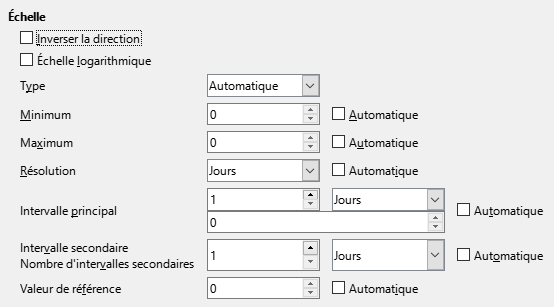 Échelle
Inverser la direction
Échelle logarithmique
Type Automatique
Minimum 0 Automatique
Maximum 0 Automatique
Résolution Jours Automatique
Intervalle principal 1 Jours Automatique
0
Intervalle secondaire
Nombre d'intervalles secondaires 1 Jours Automatique
Valeur de référence 0 Automatique